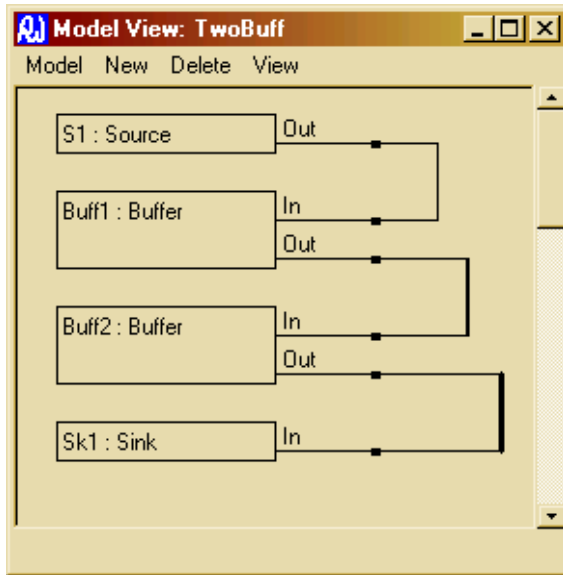 Model View: TwoBuff
Model New Delete View
S1 : Source Out
Buff1 : Buffer In
Out
Buff2 : Buffer In
Out
Sk1 : Sink In